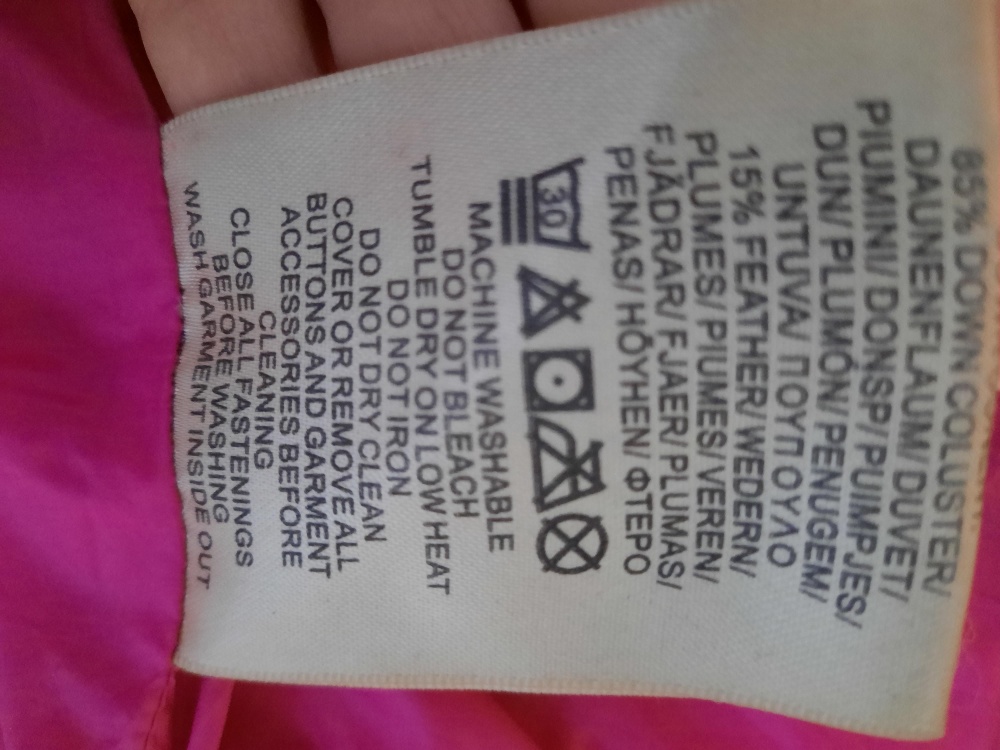 85% DOWN COLUSTER/
DAUNENFLAUM/ DUVET/
PIUMINI/ DONSP/ PUIMPJES/
DUN/ PLUMÓN/ PENUGEM/
UNTUVA/ ΠΟΥΠ ΟΥΛΟ
15% FEATHER/ WEDERN/
PLUMES/ PIUMES/ VEREN/
FJÄDRAR/ FJAER/ PLUMAS/
PENAS/ HÖYHEN/ ΦΤΕΡΟ
30
MACHINE WASHABLE
DO NOT BLEACH
TUMBLE DRY ON LOW HEAT
DO NOT IRON
DO NOT DRY CLEAN
COVER OR REMOVE ALL
BUTTONS AND GARMENT
ACCESSORIES BEFORE
CLEANING
CLOSE ALL FASTENINGS
BEFORE WASHING
WASH GARMENT INSIDE OUT